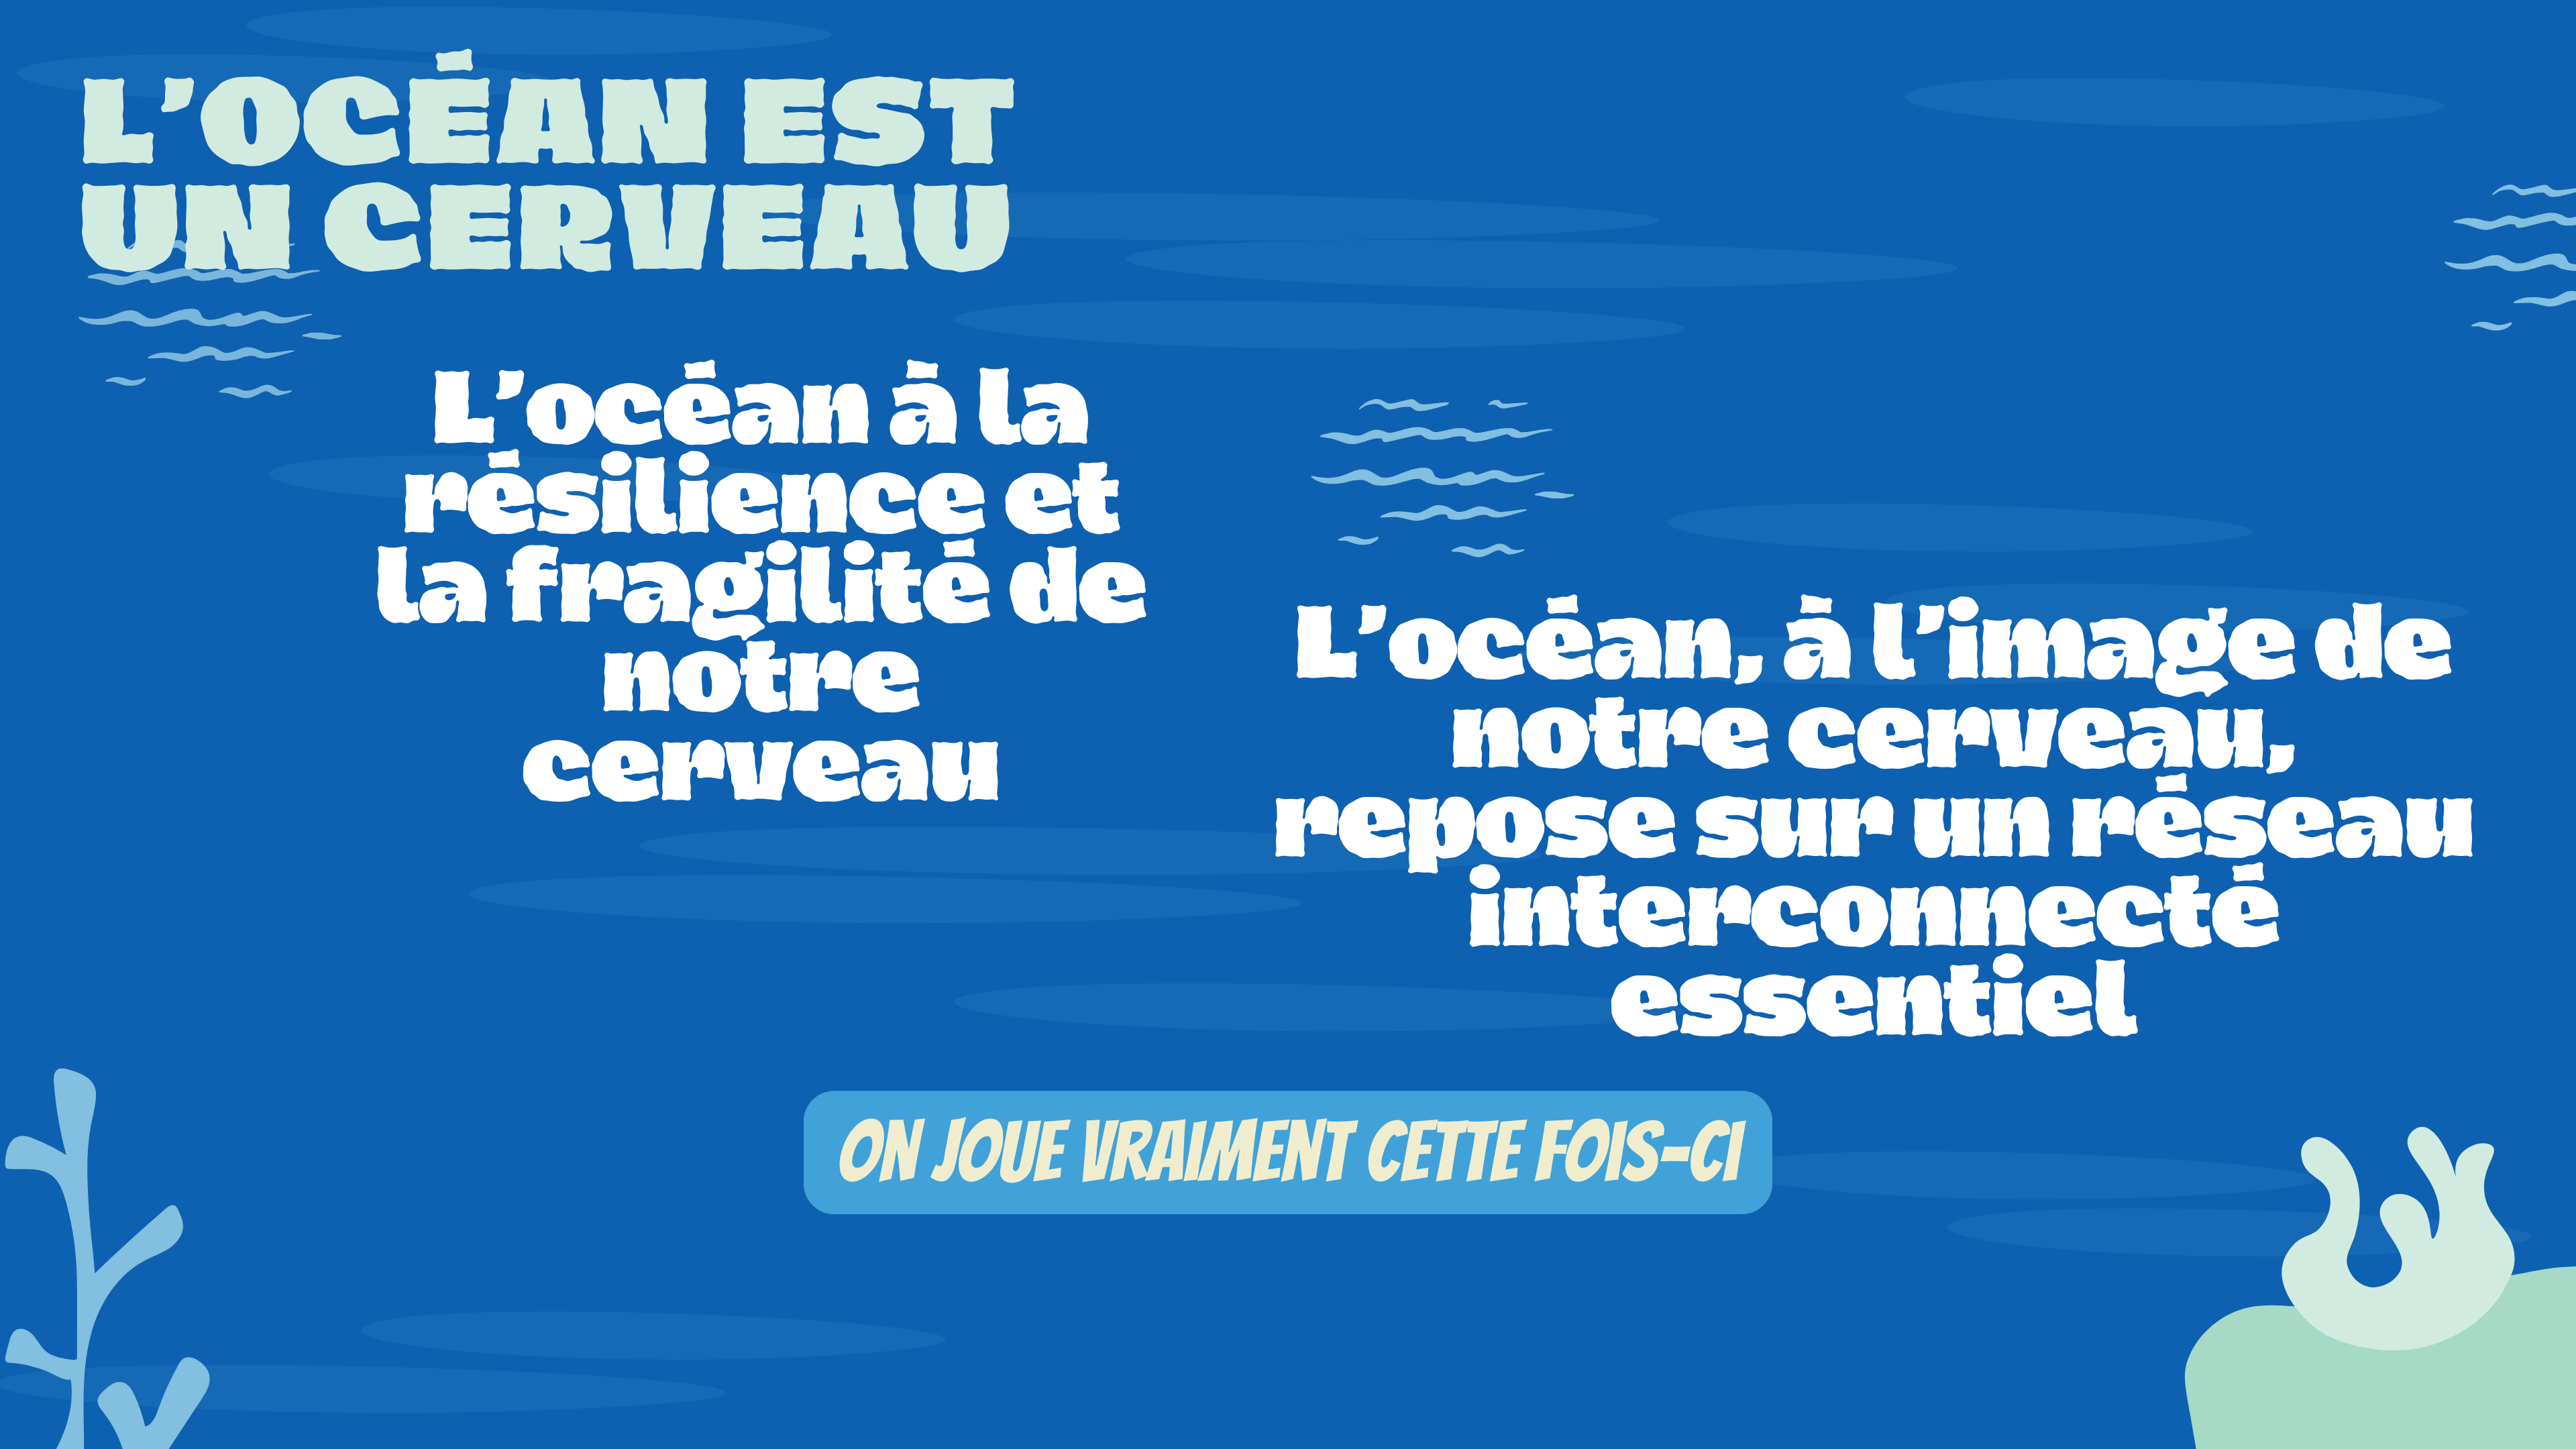 L'OCÉAN EST
UN CERVEAU
L'océan à la
résilience et
la fragilité de
notre
cerveau
L'océan, à l'image de
notre cerveau,
repose sur un réseau
interconnecté
essentiel
ON JOUE VRAIMENT CETTE FOIS-CI